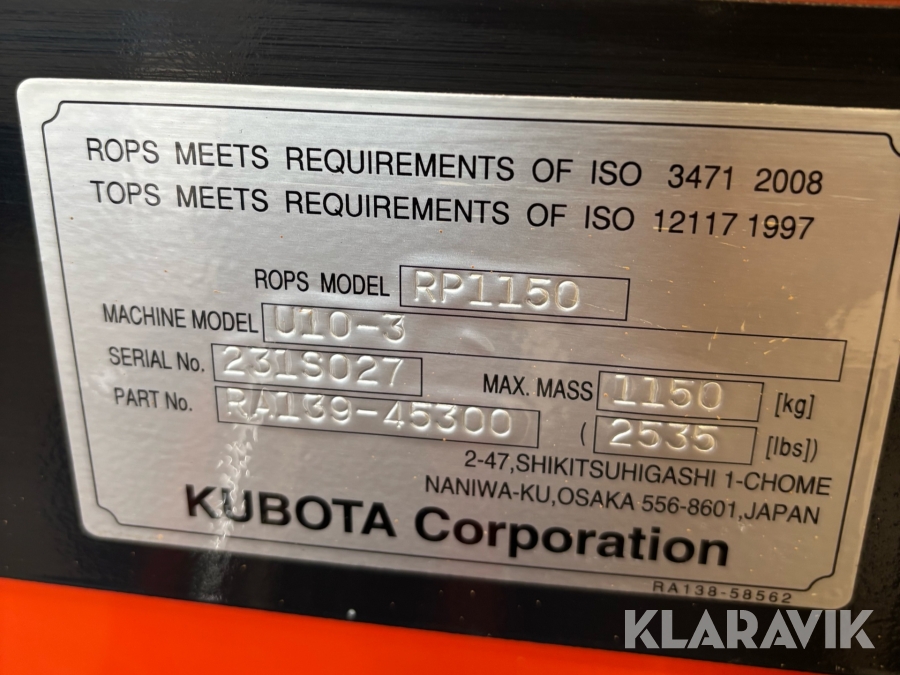 ROPS MEETS REQUIREMENTS OF ISO 3471 2008
TOPS MEETS REQUIREMENTS OF ISO 12117 1997
ROPS MODEL RP1150
MACHINE MODEL U10-3
SERIAL No. 231S027
MAX. MASS 1150 [kg]
PART No. RA139-45300
( 2535 [lbs])
2-47,SHIKITSUHIGASHI 1-CHOME
NANIWA-KU,OSAKA 556-8601,JAPAN
KUBOTA Corporation
RA138-58562
KLARAVIK